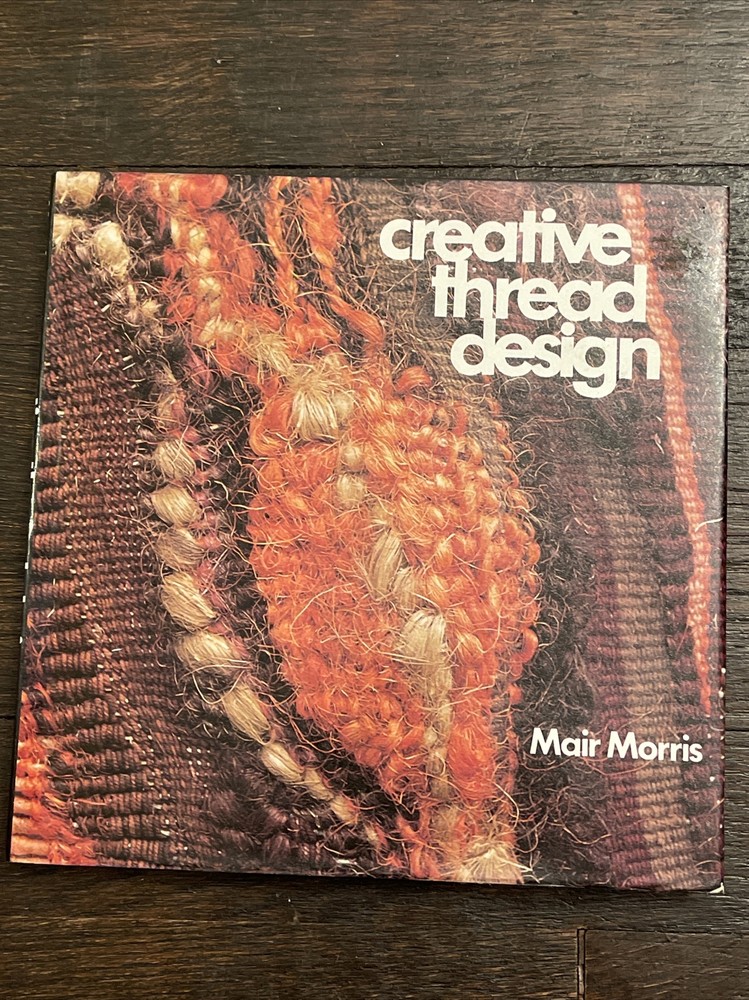 creative
thread
design
Mair Morris